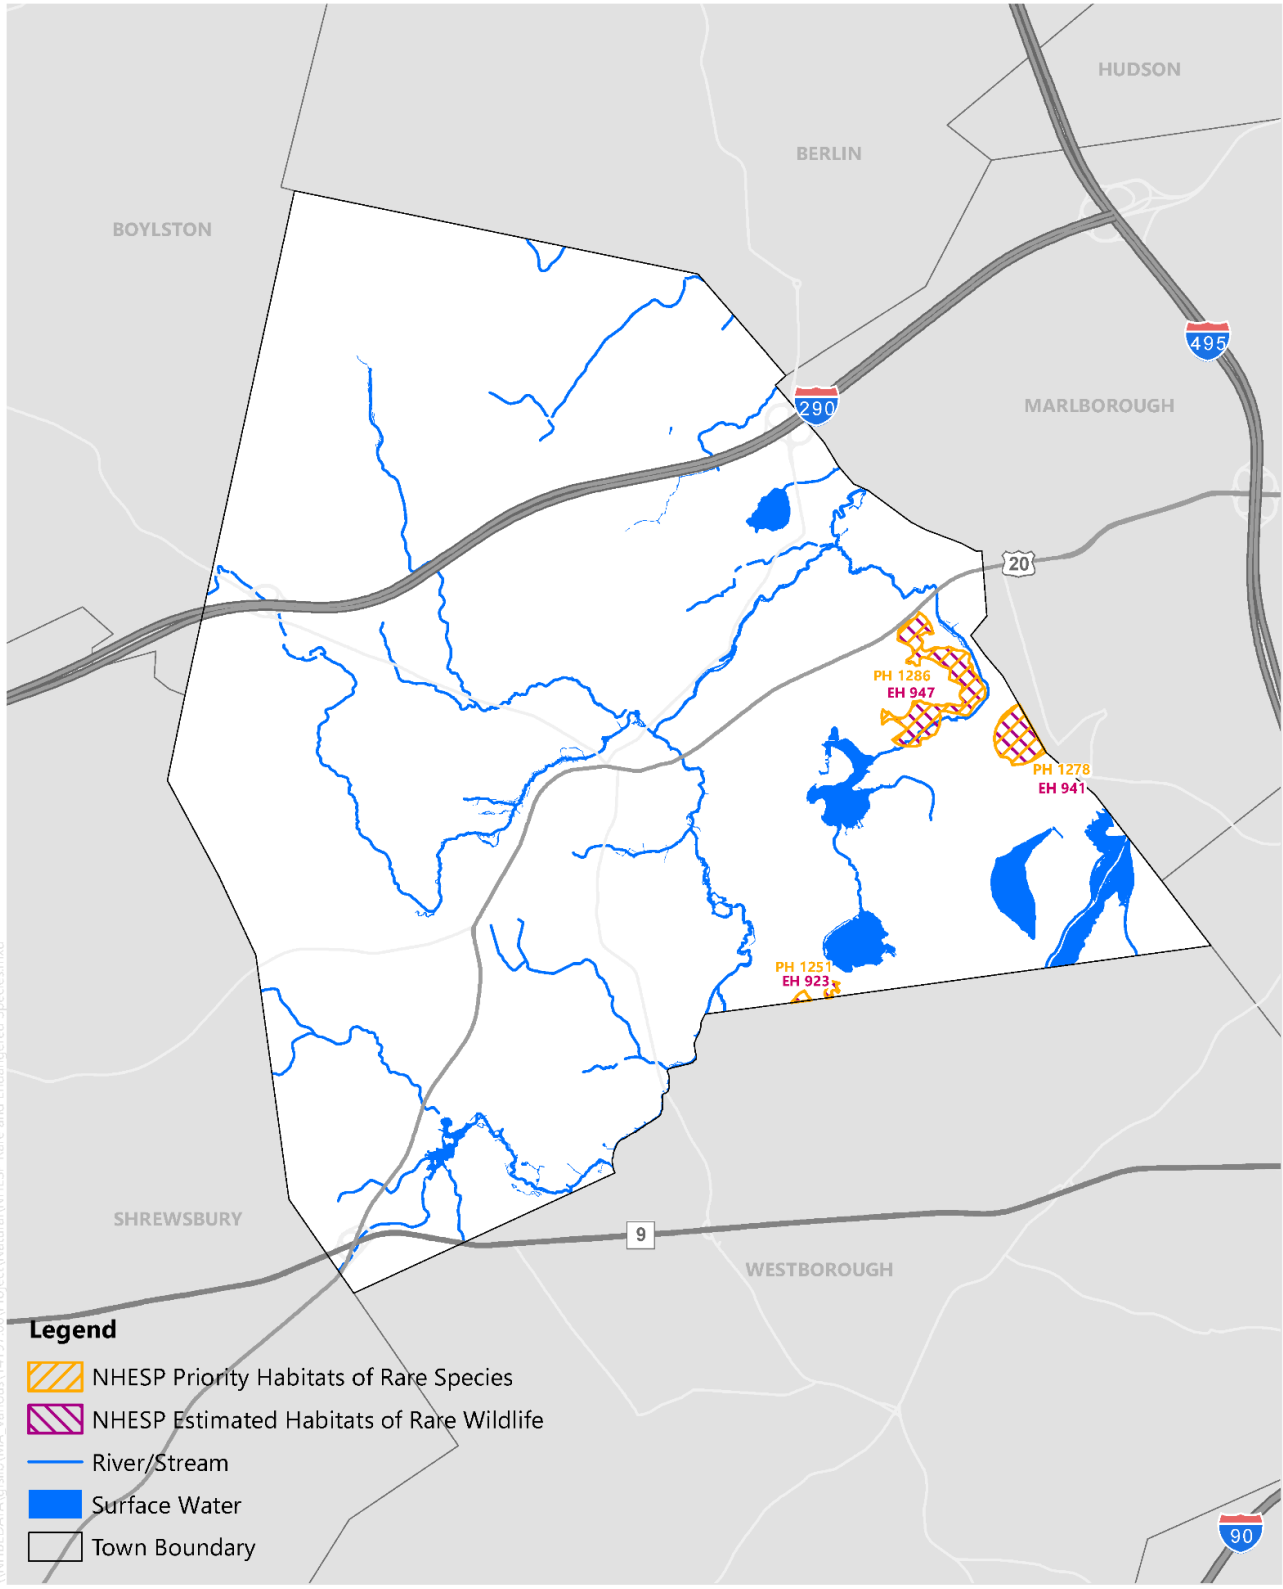 HUDSON
BERLIN
BOYLSTON
495
290
MARLBOROUGH
20
PH 1286
EH 947
PH 1278
EH 941
PH 1251
EH 923
SHREWSBURY
9
WESTBOROUGH
Legend
NHESP Priority Habitats of Rare Species
NHESP Estimated Habitats of Rare Wildlife
River/Stream
Surface Water
Town Boundary
90